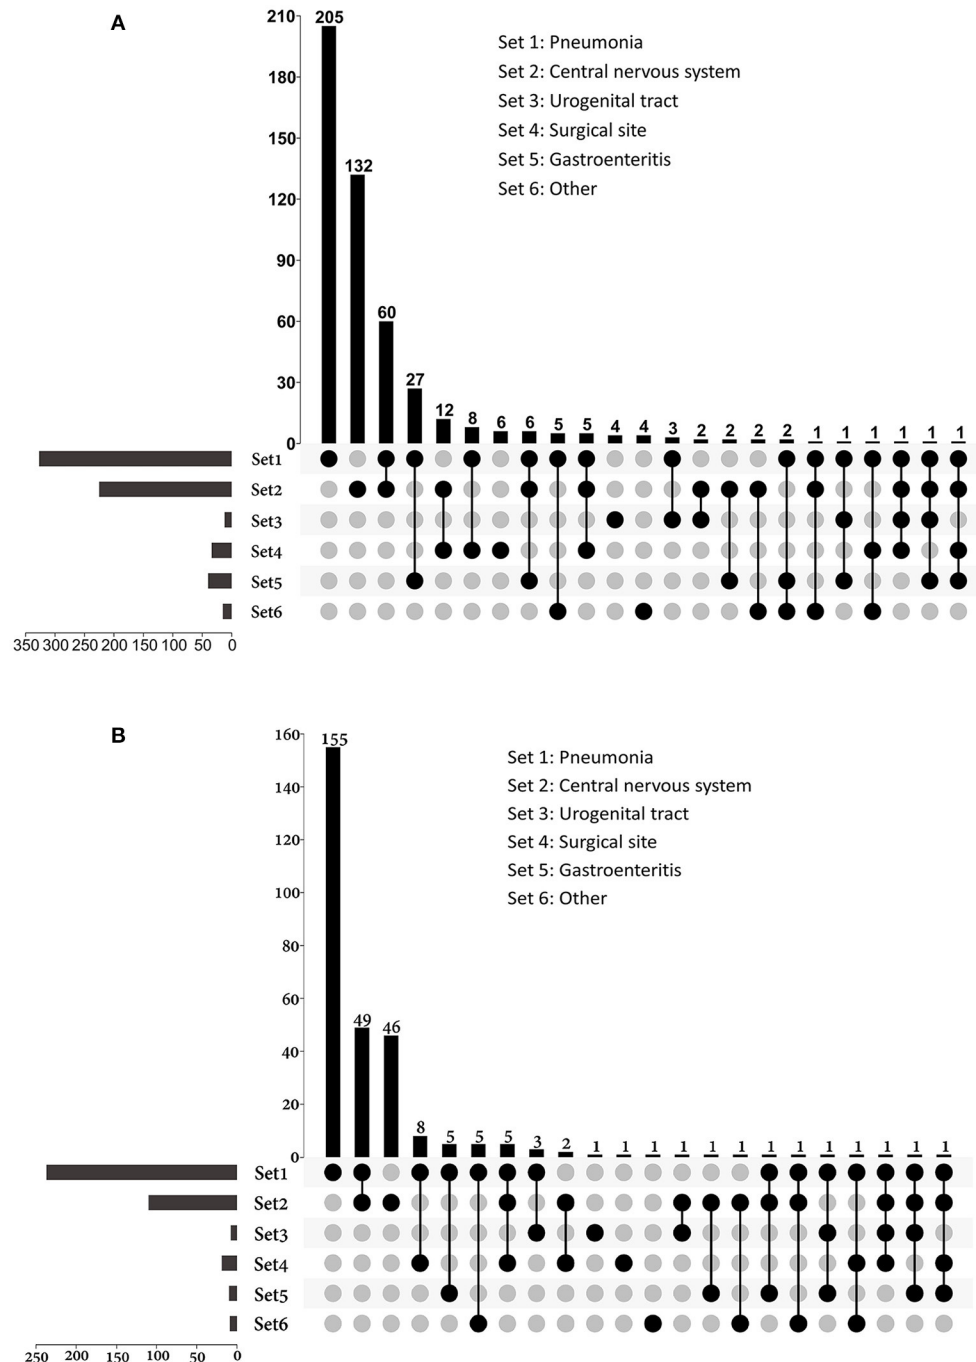 A
210
205
Set 1: Pneumonia
180
Set 2: Central nervous system
Set 3: Urogenital tract
150
Set 4: Surgical site
132
Set 5: Gastroenteritis
120
Set 6: Other
90
60
60
30
27
12 8 6 6 5 5 4 4 3 2 2 2 2 1 1 1 1 1 1
0
Set1
Set2
Set3
Set4
Set5
Set6
350 300 250 200 150 100 50 0
B
160
155
Set 1: Pneumonia
140
Set 2: Central nervous system
Set 3: Urogenital tract
120
Set 4: Surgical site
Set 5: Gastroenteritis
100
Set 6: Other
80
60
49 46
40
20
8 5 5 5 3 2 1 1 1 1 1 1 1 1 1 1 1 1 1
0
Set1
Set2
Set3
Set4
Set5
Set6
250 200 150 100 50 0